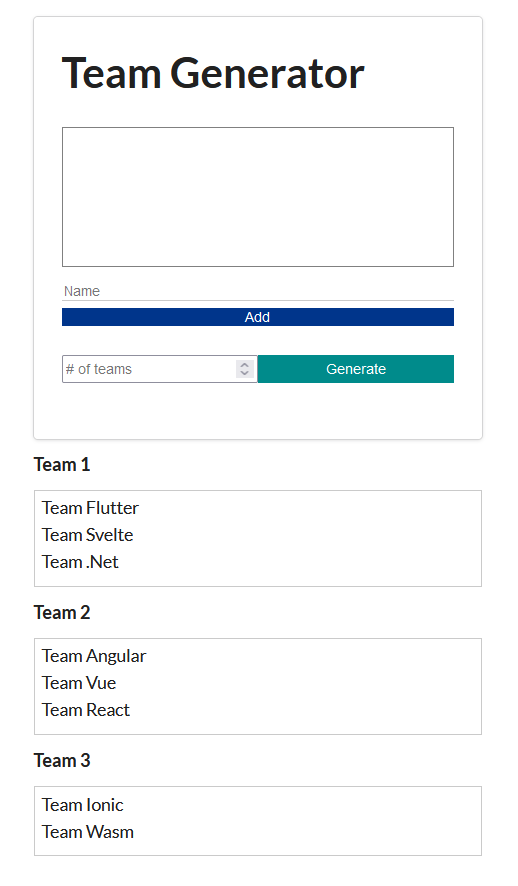 Team Generator
Name
Add
# of teams
Generate
Team 1
Team Flutter
Team Svelte
Team .Net
Team 2
Team Angular
Team Vue
Team React
Team 3
Team Ionic
Team Wasm